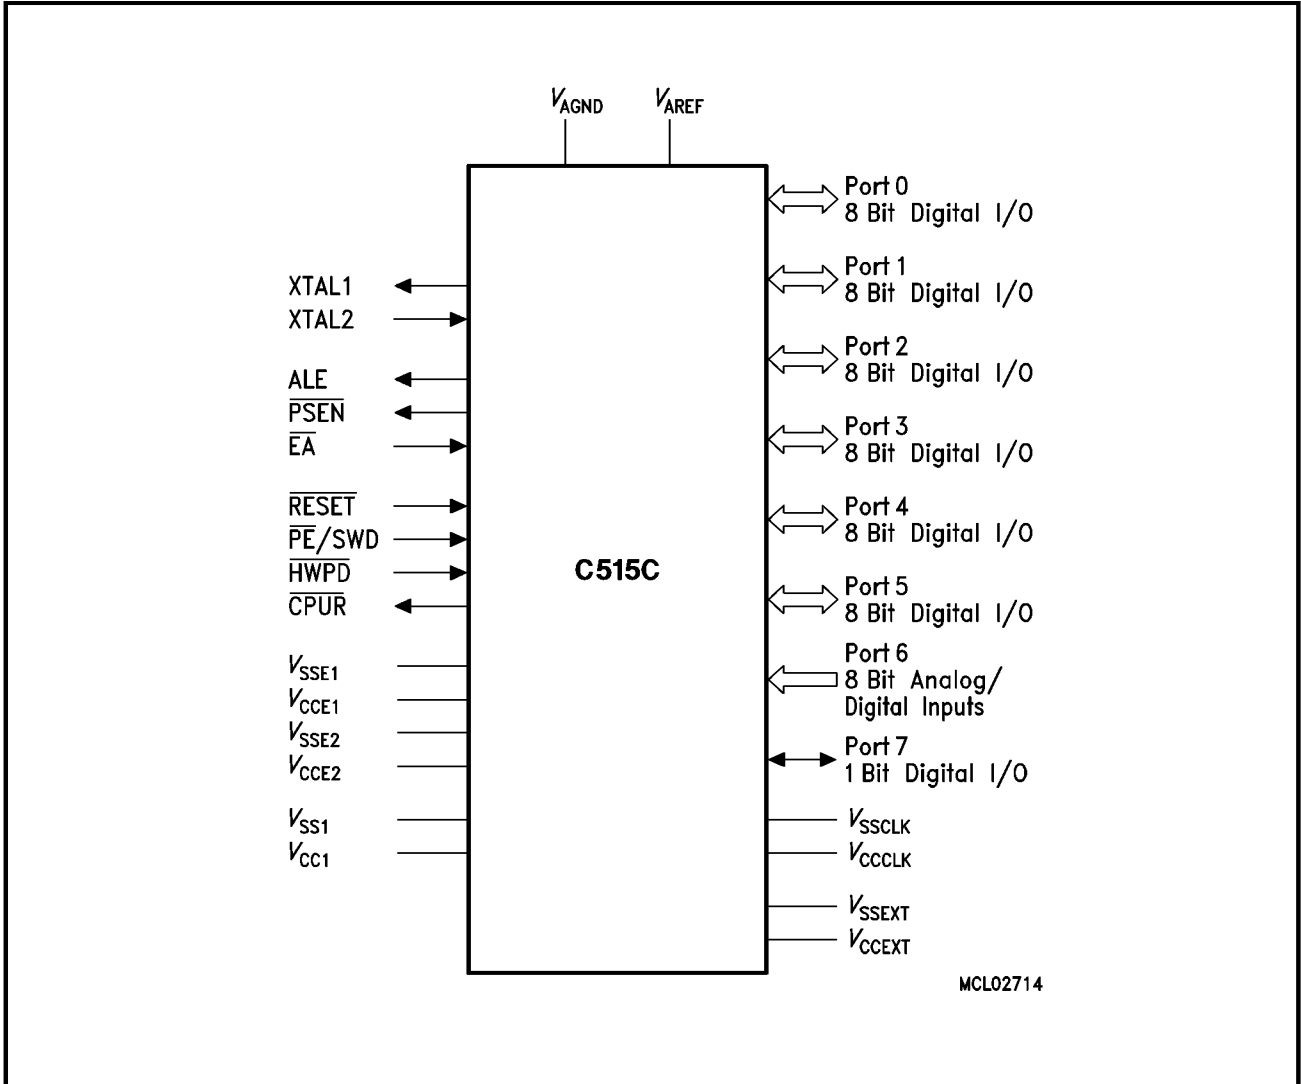 VAGND VAREF
XTAL1
XTAL2
ALE
PSEN
EA
RESET
PE/SWD
HWPD
CPUR
VSSE1
VCCE1
VSSE2
VCCE2
VSS1
VCC1
C515C
Port 0
8 Bit Digital I/O
Port 1
8 Bit Digital I/O
Port 2
8 Bit Digital I/O
Port 3
8 Bit Digital I/O
Port 4
8 Bit Digital I/O
Port 5
8 Bit Digital I/O
Port 6
8 Bit Analog/
Digital Inputs
Port 7
1 Bit Digital I/O
VSSCLK
VCCCLK
VSSEXT
VCCEXT
MCL02714